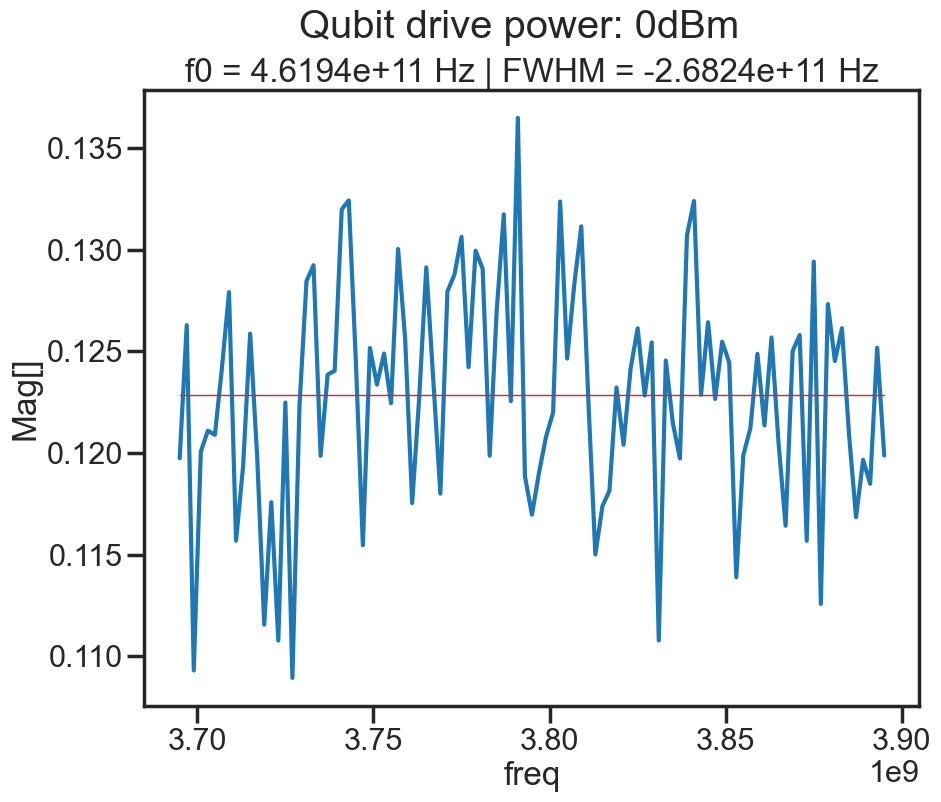 Qubit drive power: 0dBm
f0 = 4.6194e+11 Hz | FWHM = -2.6824e+11 Hz
0.135
0.130
0.125
0.120
0.115
0.110
Mag[]
3.70 3.75 3.80 3.85 3.90
1e9
freq